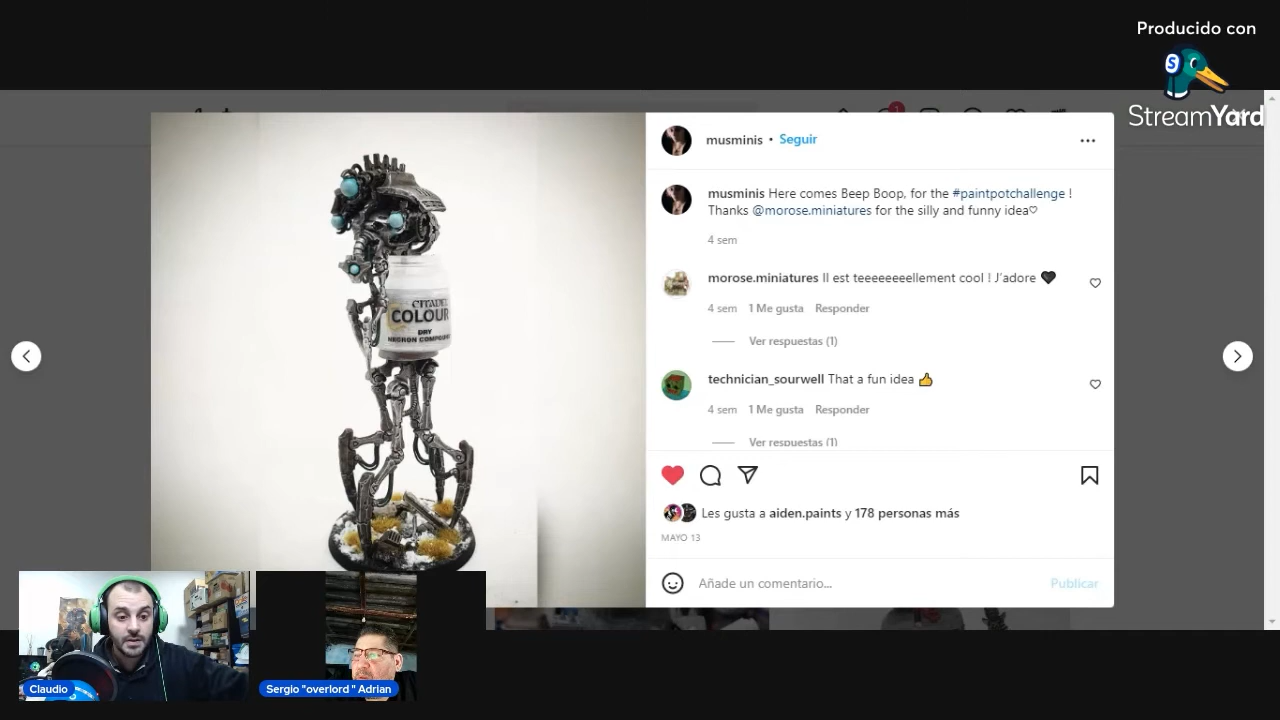 Producido con
StreamYard
musminis • Seguir
musminis Here comes Beep Boop, for the #paintpotchallenge !
Thanks @morose.miniatures for the silly and funny idea♡
4 sem
morose.miniatures Il est teeeeeeeellement cool ! J'adore 🖤
4 sem 1 Me gusta Responder
Ver respuestas (1)
technician_sourwell That a fun idea 👍
4 sem 1 Me gusta Responder
Ver respuestas (1)
CITADEL
COLOUR
DRY
NECRON COMPOUND
Les gusta a aiden.paints y 178 personas más
MAYO 13
Añade un comentario...
Publicar
Claudio
Sergio "overlord " Adrian